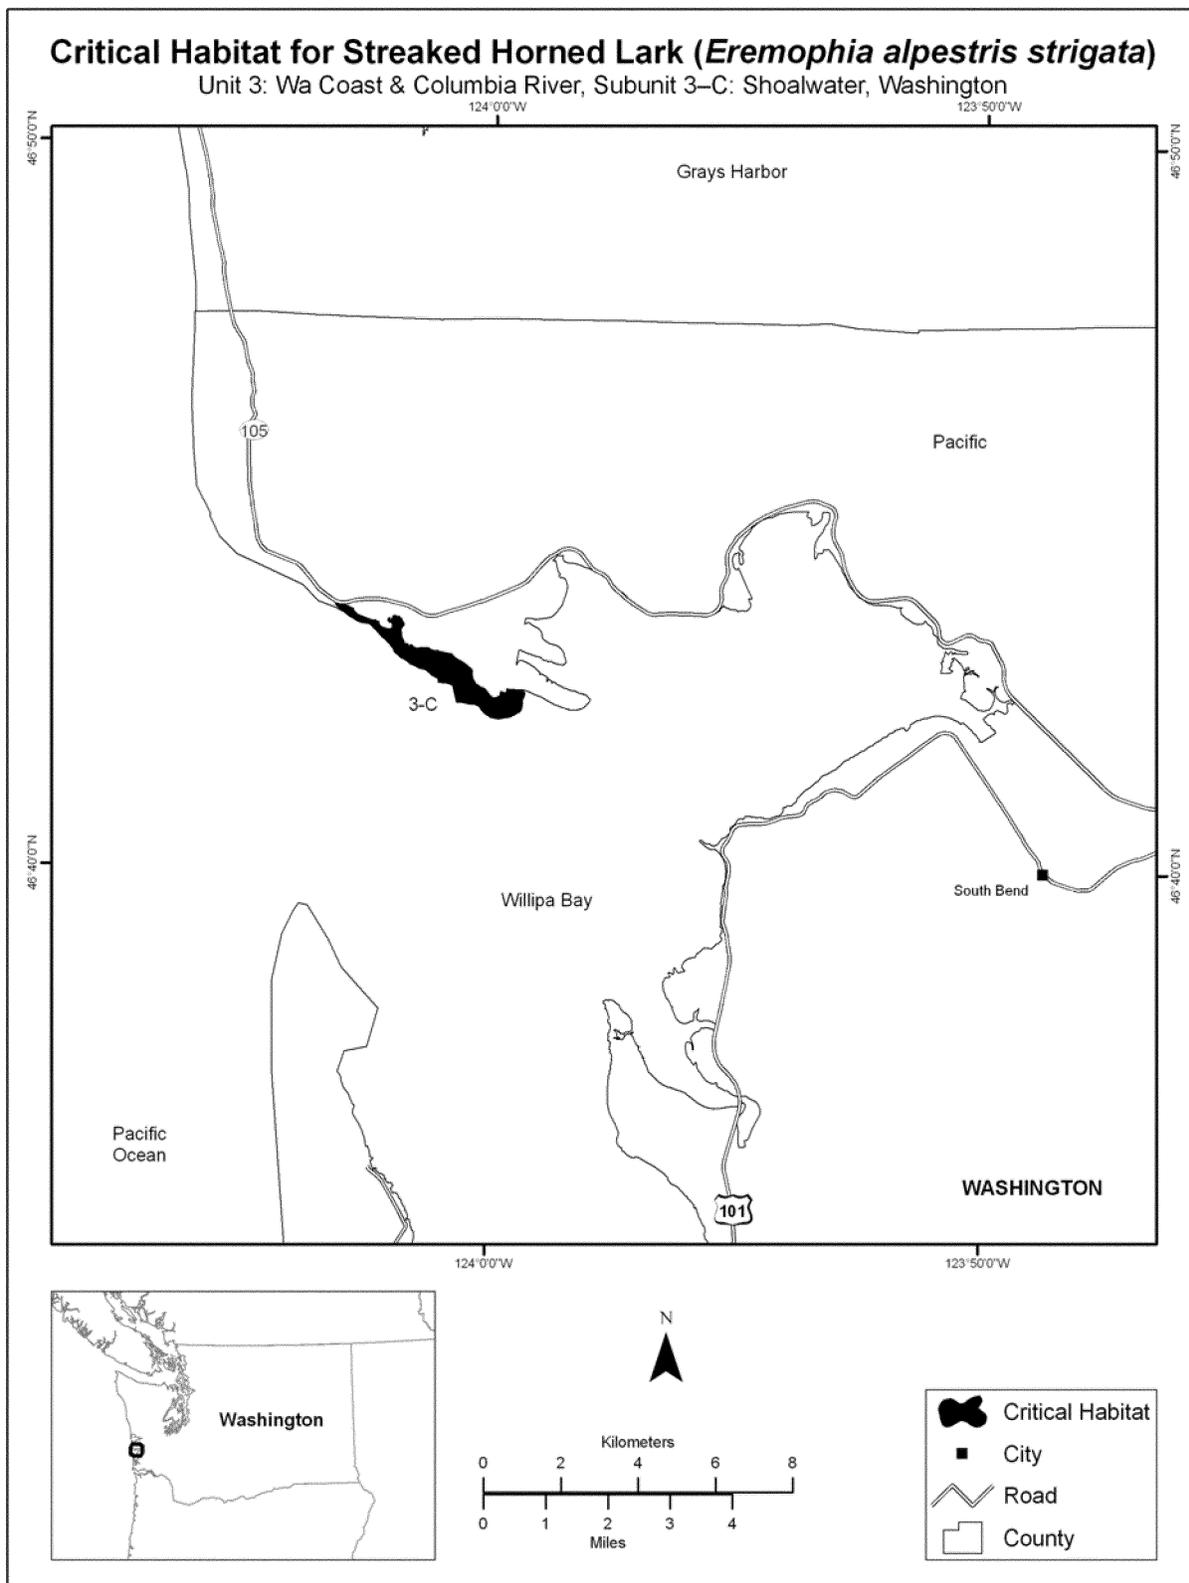 Critical Habitat for Streaked Horned Lark (Eremophia alpestris strigata)
Unit 3: Wa Coast & Columbia River, Subunit 3–C: Shoalwater, Washington
124°0'0"W
123°50'0"W
46°50'0"N
46°50'0"N
Grays Harbor
105
Pacific
3-C
46°40'0"N
46°40'0"N
South Bend
Willipa Bay
Pacific
Ocean
WASHINGTON
101
124°0'0"W
123°50'0"W
Washington
N
Kilometers
0 2 4 6 8
0 1 2 3 4
Miles
Critical Habitat
City
Road
County